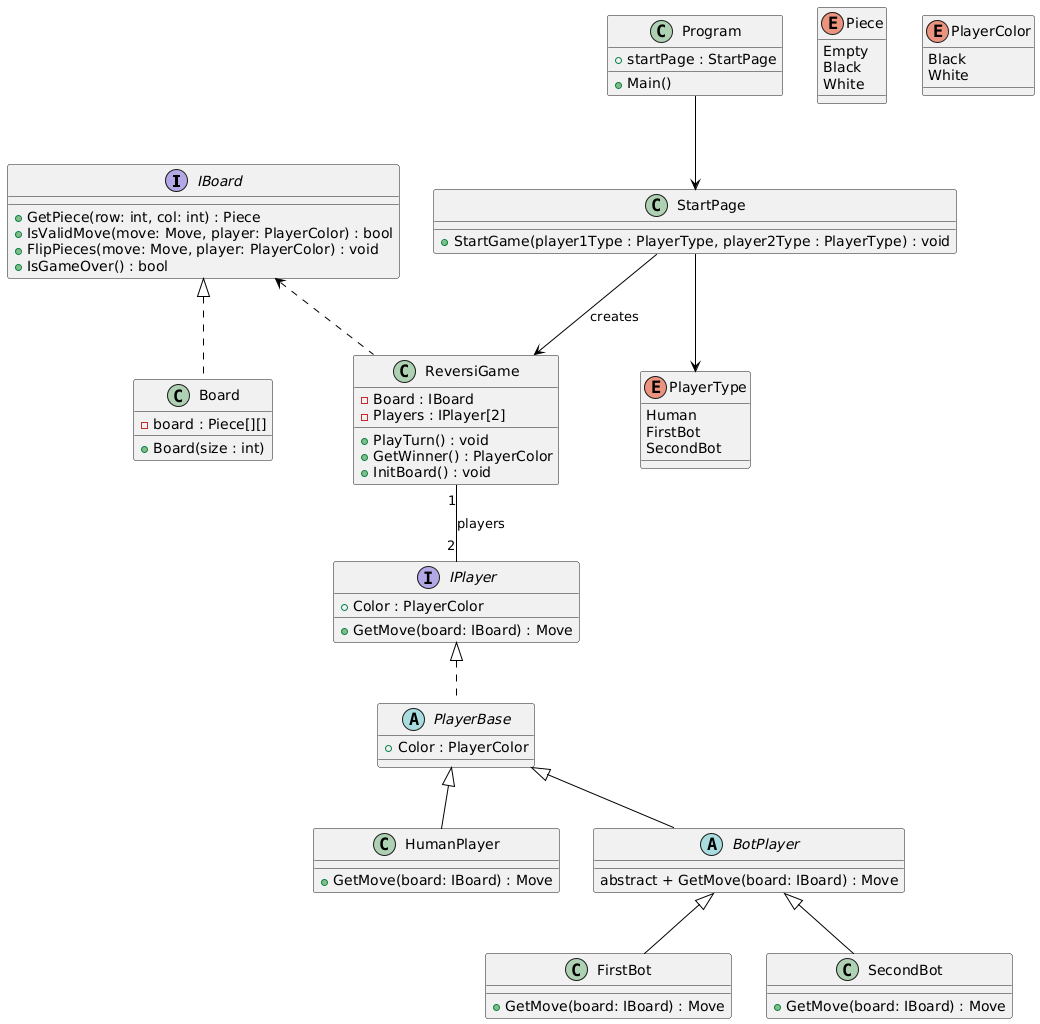 C Program
startPage : StartPage
Main()
E Piece
Empty
Black
White
E PlayerColor
Black
White
I IBoard
GetPiece(row: int, col: int) : Piece
IsValidMove(move: Move, player: PlayerColor) : bool
FlipPieces(move: Move, player: PlayerColor) : void
IsGameOver() : bool
C StartPage
StartGame(player1Type : PlayerType, player2Type : PlayerType) : void
creates
C Board
board : Piece[][]
Board(size : int)
C ReversiGame
Board : IBoard
Players : IPlayer[2]
PlayTurn() : void
GetWinner() : PlayerColor
InitBoard() : void
E PlayerType
Human
FirstBot
SecondBot
1
players
2
I IPlayer
Color : PlayerColor
GetMove(board: IBoard) : Move
A PlayerBase
Color : PlayerColor
C HumanPlayer
GetMove(board: IBoard) : Move
A BotPlayer
abstract + GetMove(board: IBoard) : Move
C FirstBot
GetMove(board: IBoard) : Move
C SecondBot
GetMove(board: IBoard) : Move